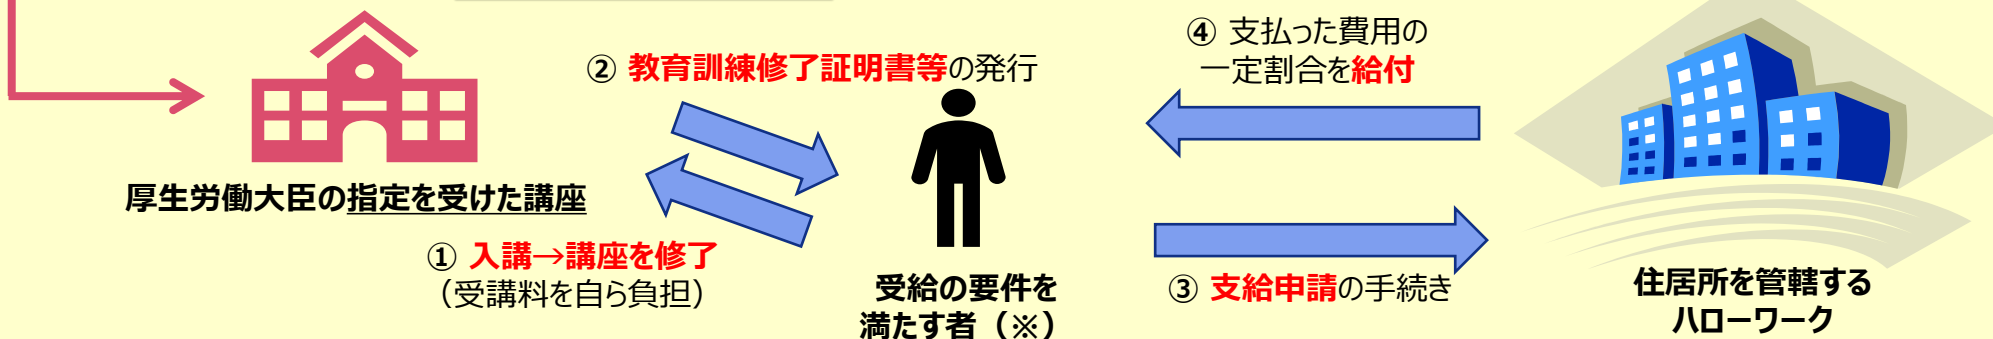 ② 教育訓練修了証明書等の発行
④ 支払った費用の
一定割合を給付
厚生労働大臣の指定を受けた講座
① 入講→講座を修了
（受講料を自ら負担）
受給の要件を
満たす者（※）
③ 支給申請の手続き
住居所を管轄する
ハローワーク